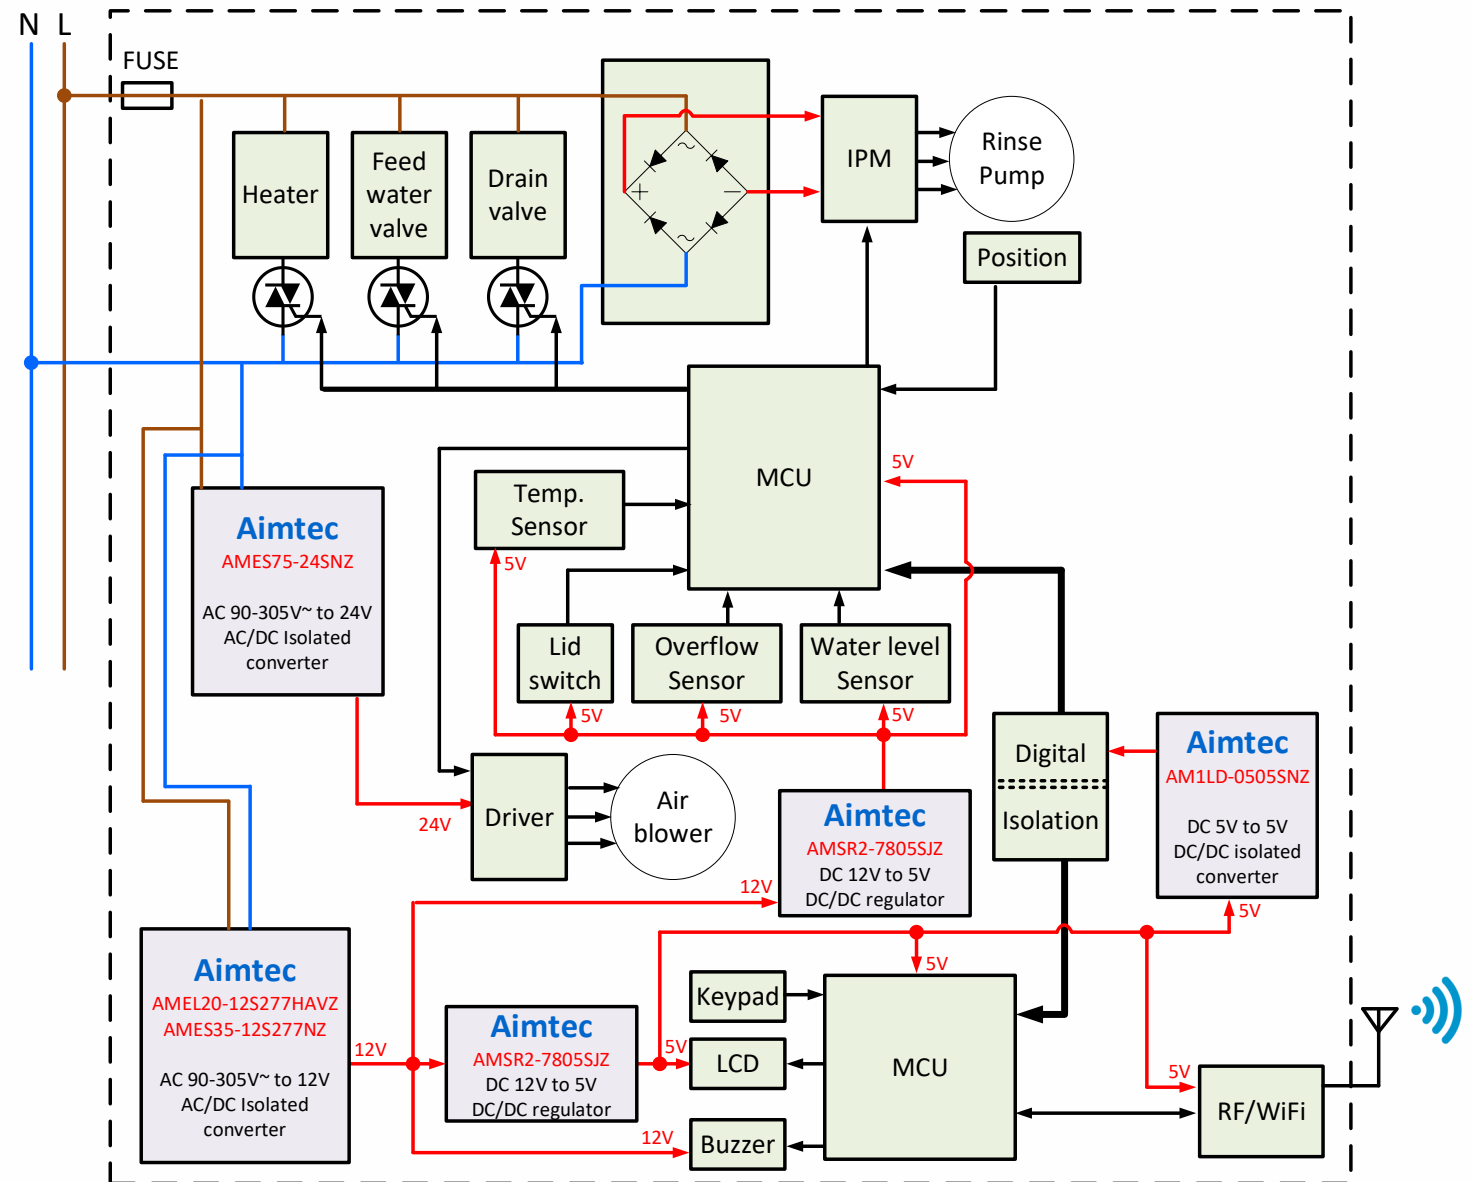 N L
FUSE
Heater
Feed
water
valve
Drain
valve
~
+
−
~
IPM
Rinse
Pump
Position
MCU
5V
Temp.
Sensor
5V
Aimtec
AMES75-24SNZ
AC 90-305V~ to 24V
AC/DC Isolated
converter
Lid
switch
Overflow
Sensor
Water level
Sensor
5V
5V
5V
24V
Driver
Air
blower
Aimtec
AMSR2-7805SJZ
DC 12V to 5V
DC/DC regulator
12V
Digital
Isolation
Aimtec
AM1LD-0505SNZ
DC 5V to 5V
DC/DC isolated
converter
5V
Aimtec
AMEL20-12S277HAVZ
AMES35-12S277NZ
AC 90-305V~ to 12V
AC/DC Isolated
converter
12V
Aimtec
AMSR2-7805SJZ
DC 12V to 5V
DC/DC regulator
5V
12V
Keypad
LCD
Buzzer
5V
MCU
5V
RF/WiFi